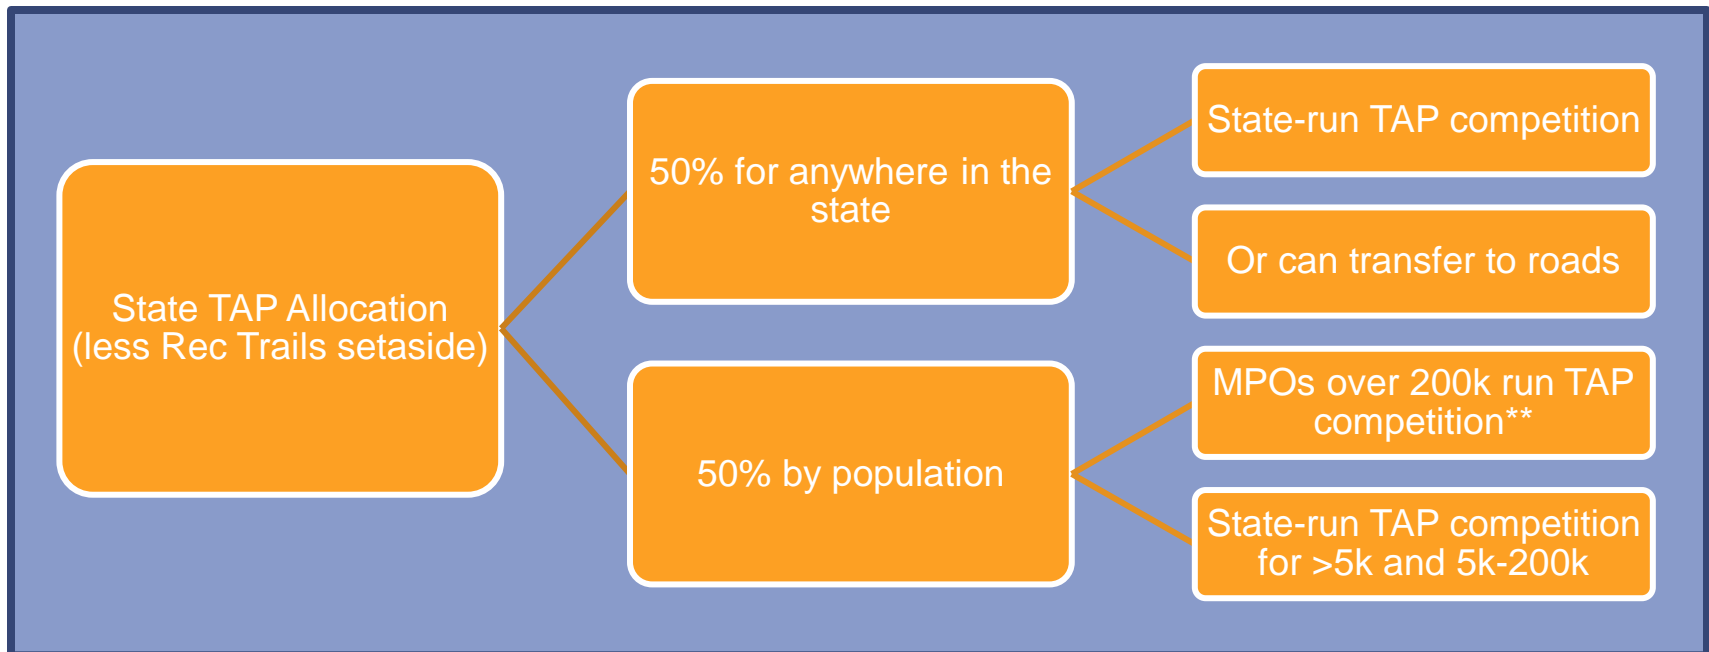 State TAP Allocation
(less Rec Trails setaside)
50% for anywhere in the
state
State-run TAP competition
Or can transfer to roads
50% by population
MPOs over 200k run TAP
competition**
State-run TAP competition
for >5k and 5k-200k